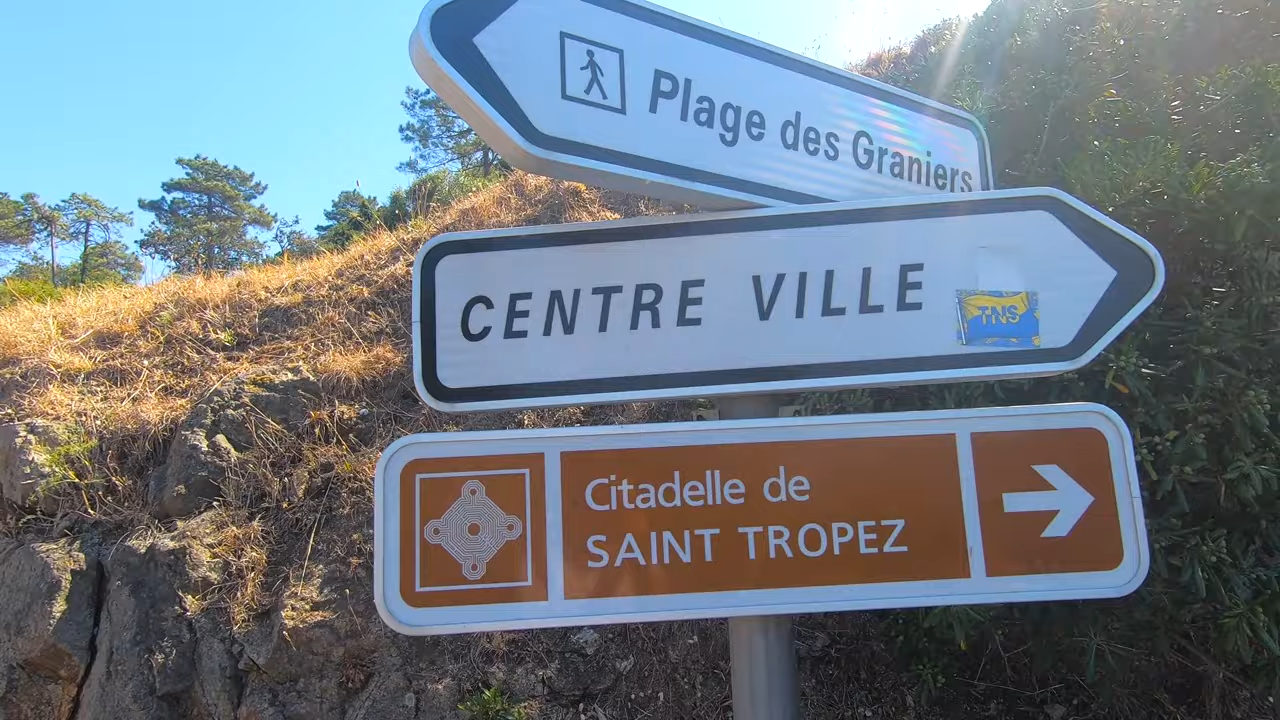 Plage des Graniers
CENTRE VILLE
TNS
Citadelle de
SAINT TROPEZ